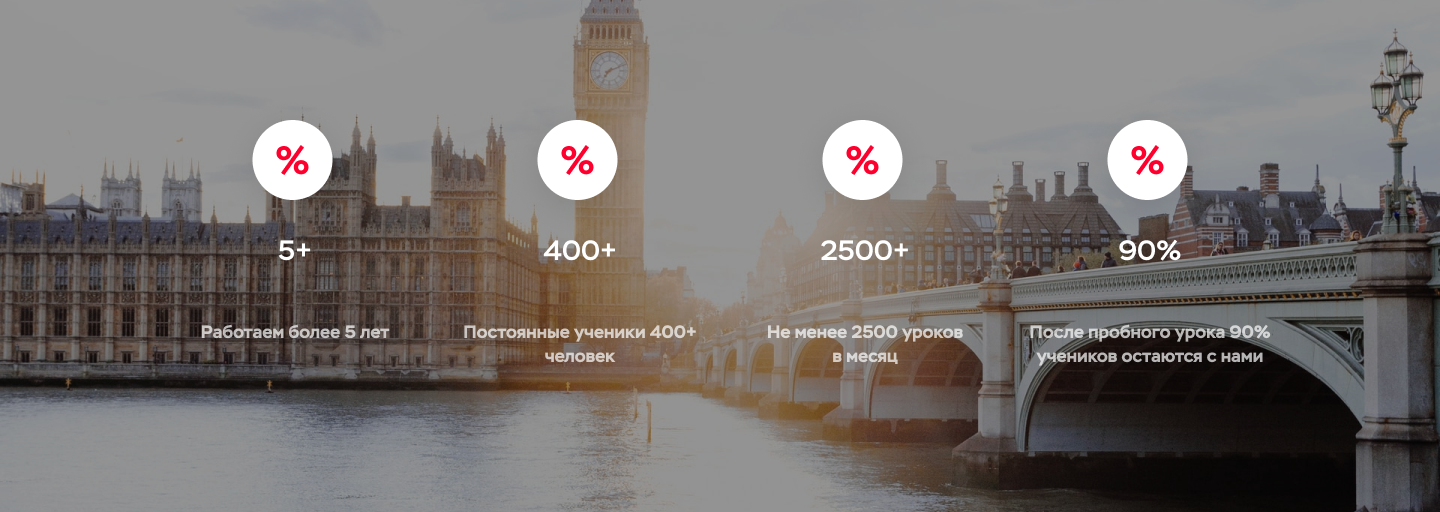 % % % %
5+ 400+ 2500+ 90%
Работаем более 5 лет
Постоянные ученики 400+
человек
Не менее 2500 уроков
в месяц
После пробного урока 90%
учеников остаются с нами